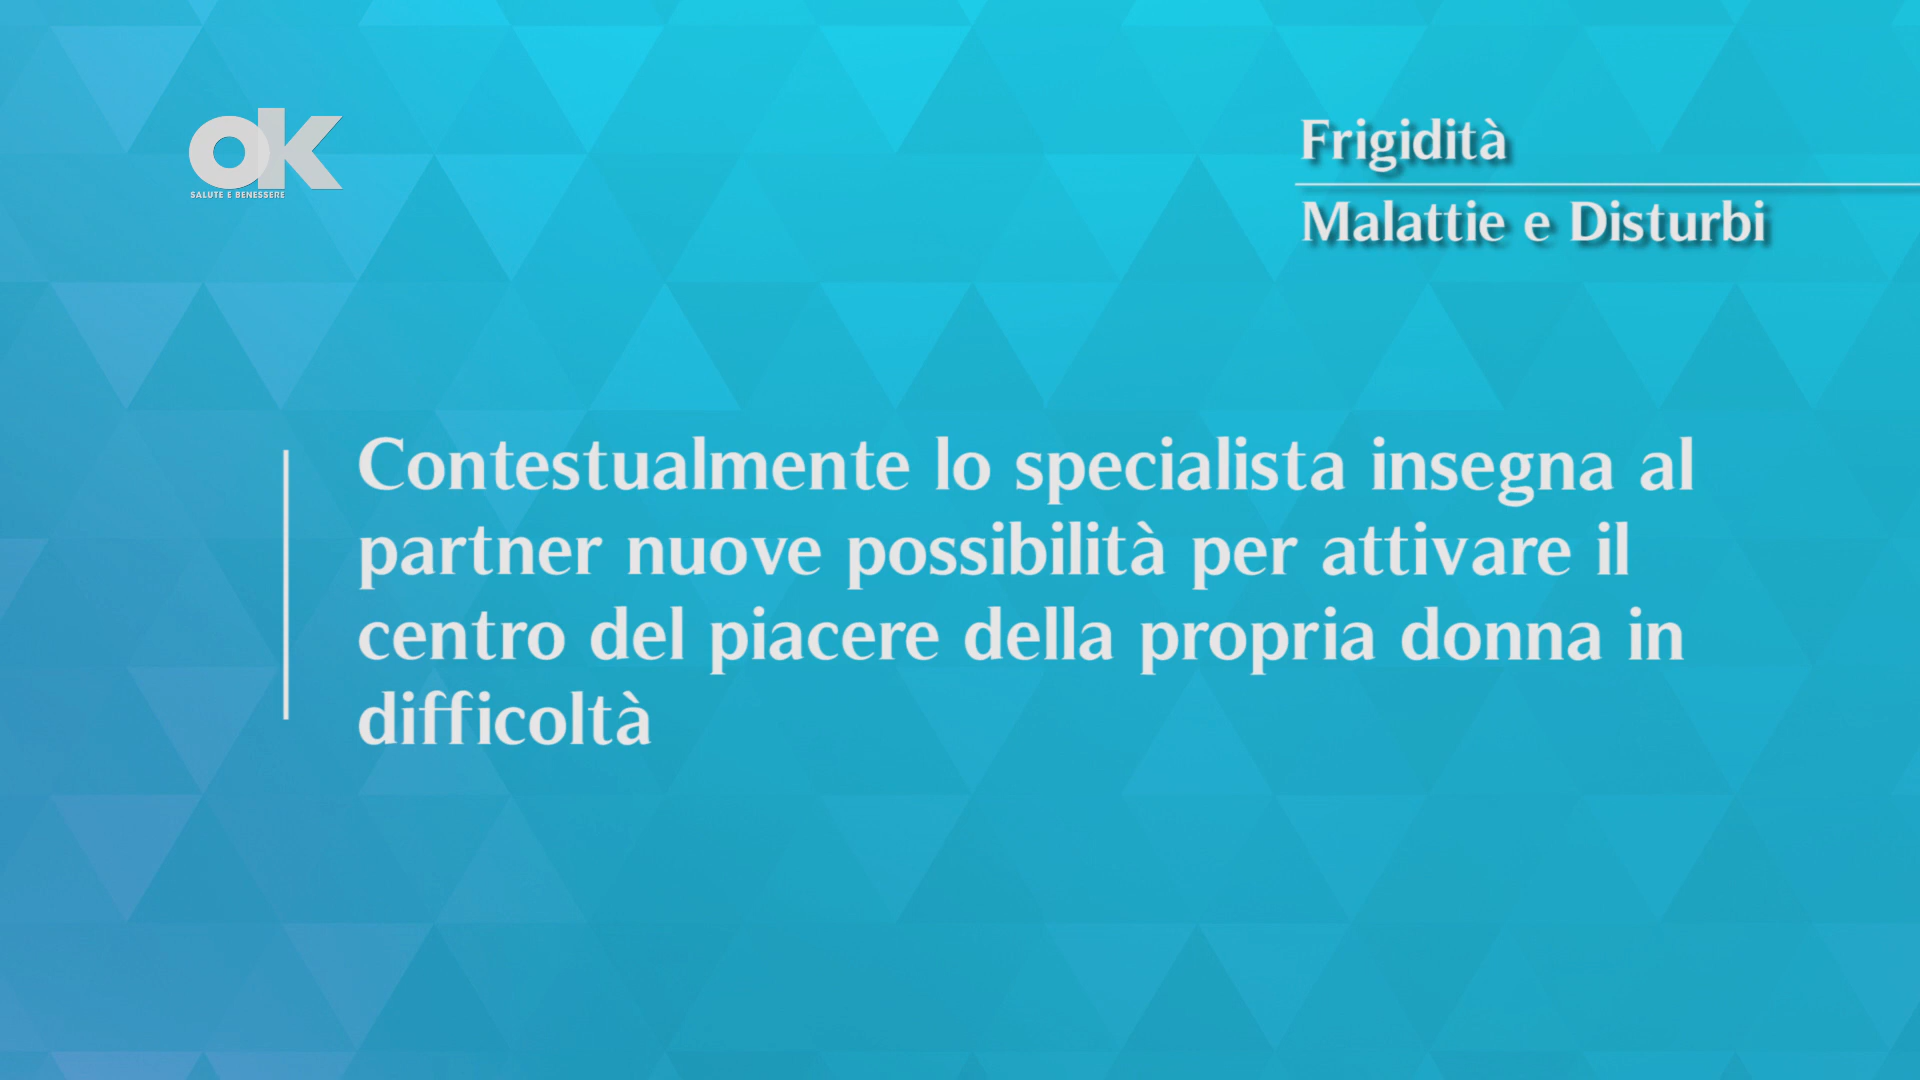 ok
SALUTE E BENESSERE
Frigidità
Malattie e Disturbi
Contestualmente lo specialista insegna al
partner nuove possibilità per attivare il
centro del piacere della propria donna in
difficoltà